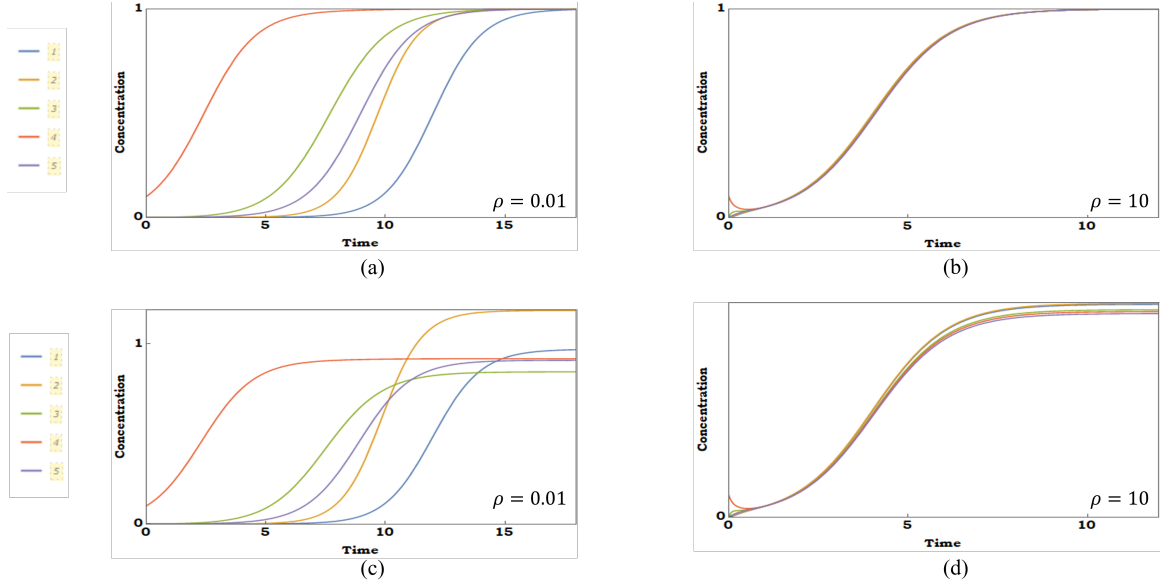 1
2
3
4
5
Concentration
1
0
0
5
10
15
Time
ρ = 0.01
(a)
Concentration
1
0
0
5
10
Time
ρ = 10
(b)
1
2
3
4
5
Concentration
1
0
0
5
10
15
Time
ρ = 0.01
(c)
Concentration
0
0
5
10
Time
ρ = 10
(d)